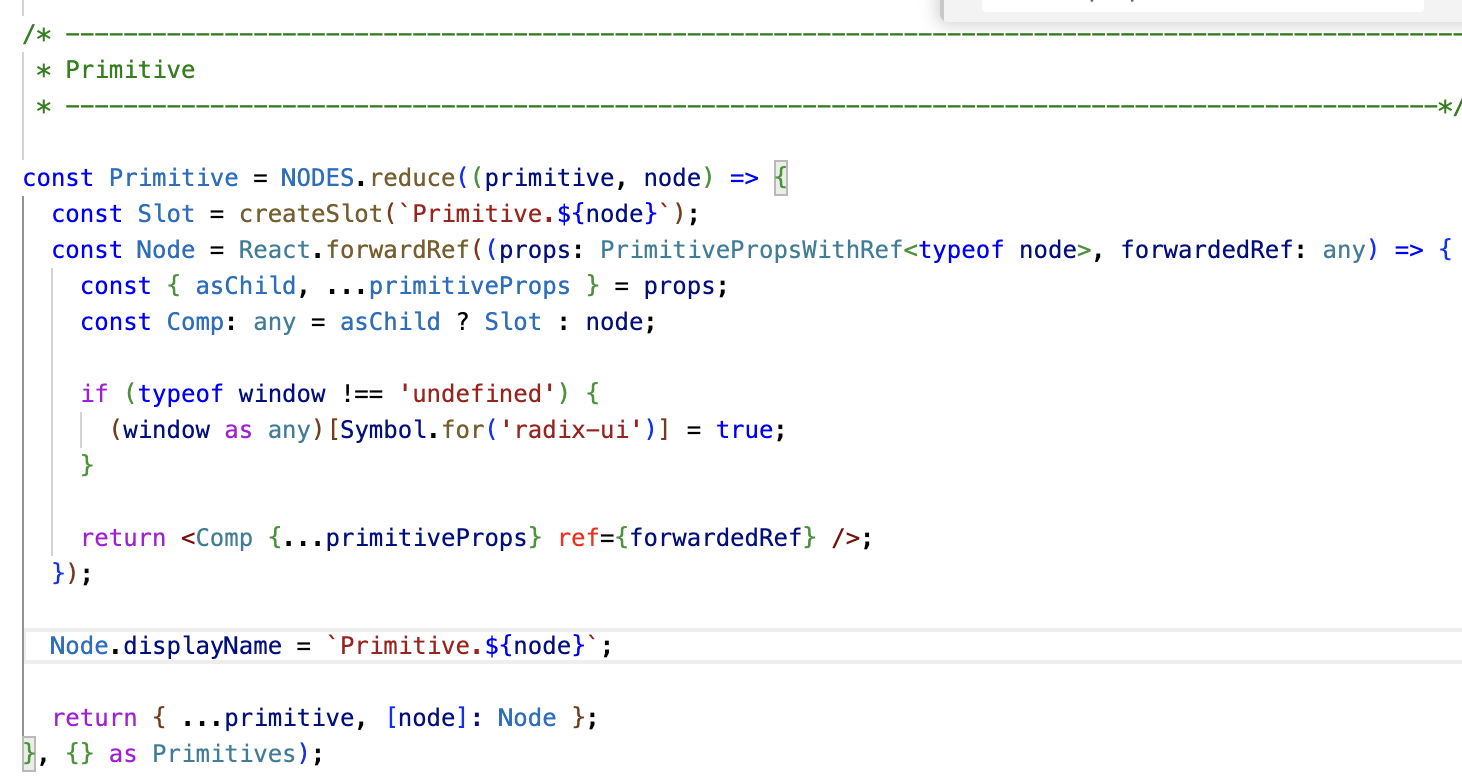 /* -----------------------------------------------------------------------------------------------
 * Primitive
 * -----------------------------------------------------------------------------------------------*/
const Primitive = NODES.reduce((primitive, node) => {
  const Slot = createSlot(`Primitive.${node}`);
  const Node = React.forwardRef((props: PrimitivePropsWithRef<typeof node>, forwardedRef: any) => {
    const { asChild, ...primitiveProps } = props;
    const Comp: any = asChild ? Slot : node;
    if (typeof window !== 'undefined') {
      (window as any)[Symbol.for('radix-ui')] = true;
    }
    return <Comp {...primitiveProps} ref={forwardedRef} />;
  });
  Node.displayName = `Primitive.${node}`;
  return { ...primitive, [node]: Node };
}, {} as Primitives);